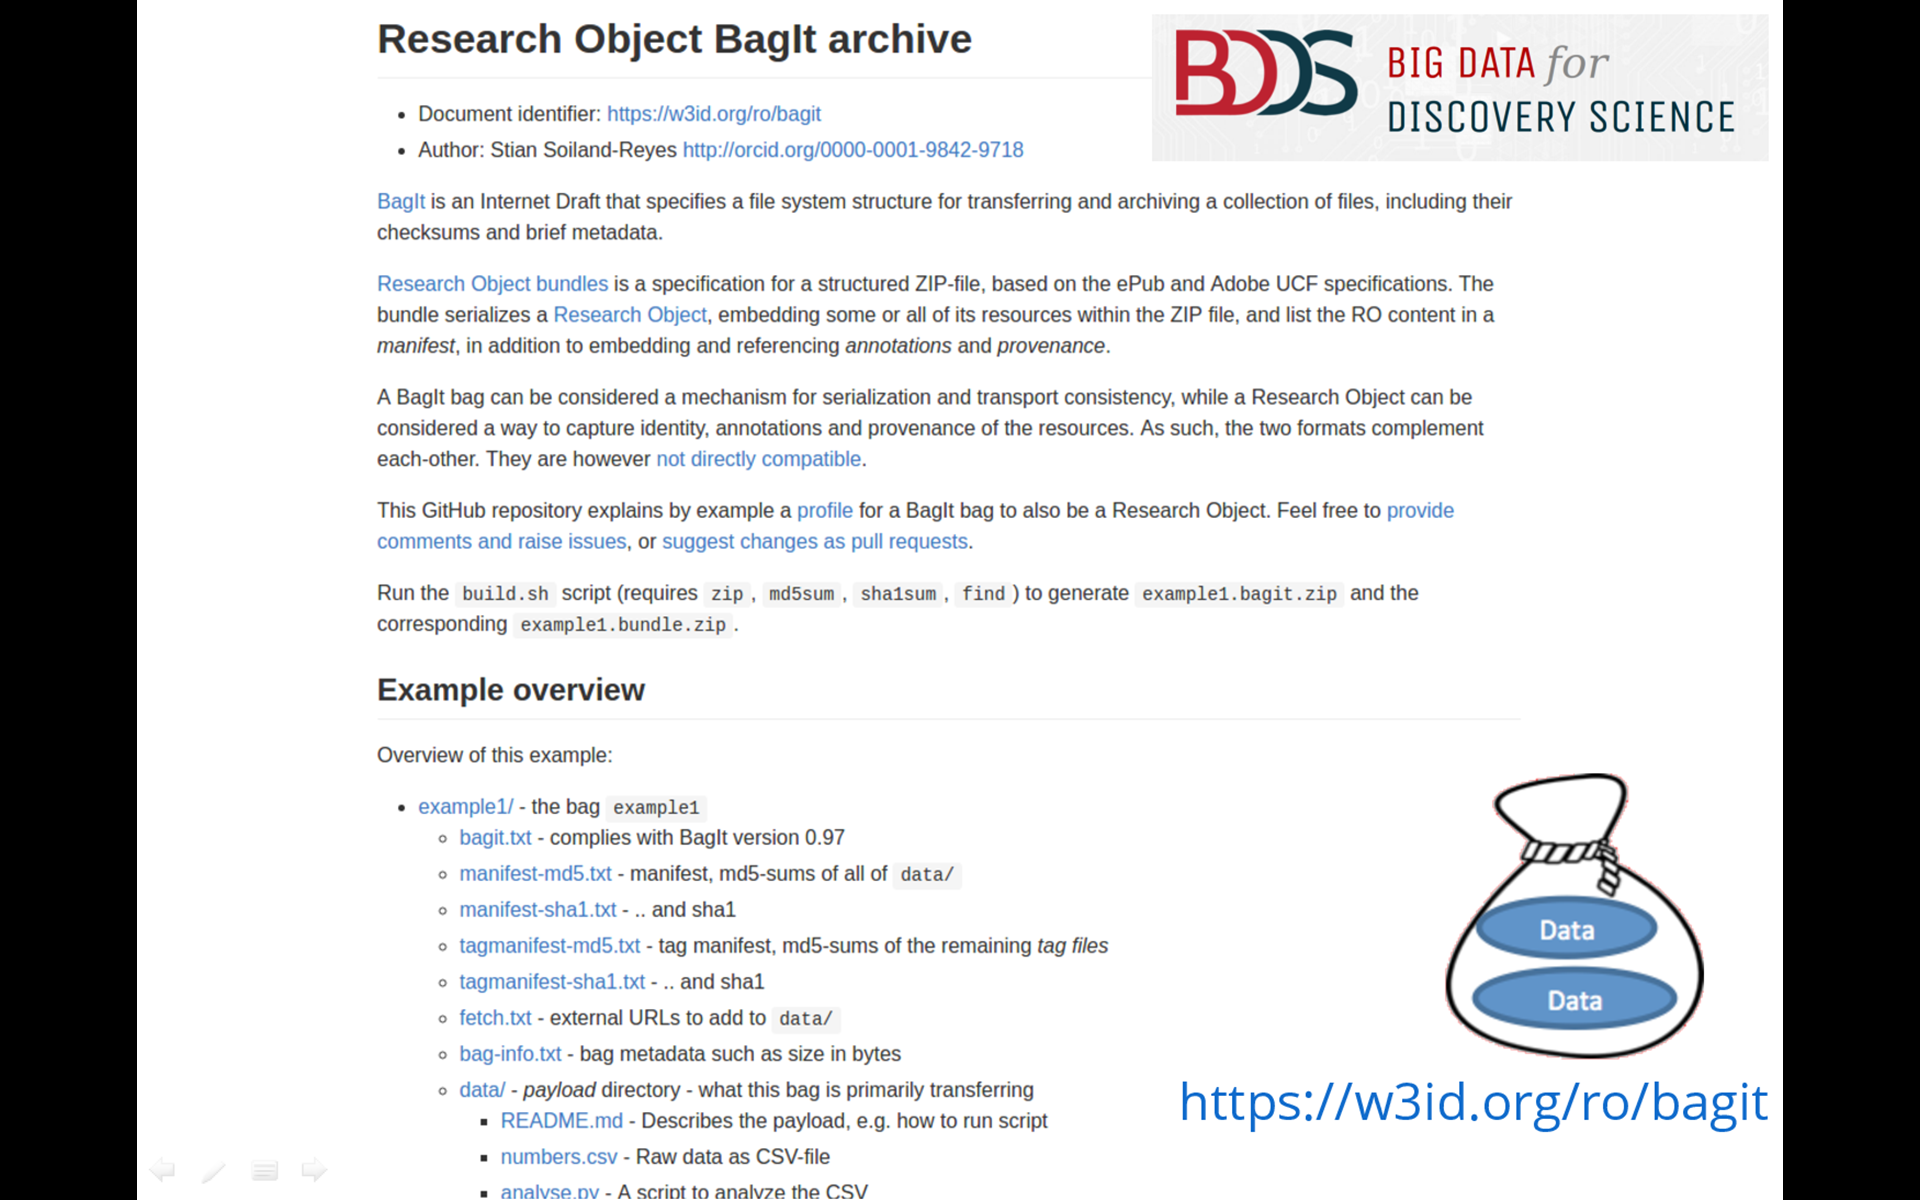 Research Object BagIt archive
BDDS BIG DATA for
DISCOVERY SCIENCE
Document identifier: https://w3id.org/ro/bagit
Author: Stian Soiland-Reyes http://orcid.org/0000-0001-9842-9718
BagIt is an Internet Draft that specifies a file system structure for transferring and archiving a collection of files, including their
checksums and brief metadata.
Research Object bundles is a specification for a structured ZIP-file, based on the ePub and Adobe UCF specifications. The
bundle serializes a Research Object, embedding some or all of its resources within the ZIP file, and list the RO content in a
manifest, in addition to embedding and referencing annotations and provenance.
A BagIt bag can be considered a mechanism for serialization and transport consistency, while a Research Object can be
considered a way to capture identity, annotations and provenance of the resources. As such, the two formats complement
each-other. They are however not directly compatible.
This GitHub repository explains by example a profile for a BagIt bag to also be a Research Object. Feel free to provide
comments and raise issues, or suggest changes as pull requests.
Run the build.sh script (requires zip, md5sum, sha1sum, find) to generate example1.bagit.zip and the
corresponding example1.bundle.zip.
Example overview
Overview of this example:
example1/ - the bag example1
bagit.txt - complies with BagIt version 0.97
manifest-md5.txt - manifest, md5-sums of all of data/
manifest-sha1.txt - .. and sha1
tagmanifest-md5.txt - tag manifest, md5-sums of the remaining tag files
tagmanifest-sha1.txt - .. and sha1
fetch.txt - external URLs to add to data/
bag-info.txt - bag metadata such as size in bytes
data/ - payload directory - what this bag is primarily transferring
README.md - Describes the payload, e.g. how to run script
numbers.csv - Raw data as CSV-file
analyse.py - A script to analyze the CSV
Data
Data
https://w3id.org/ro/bagit